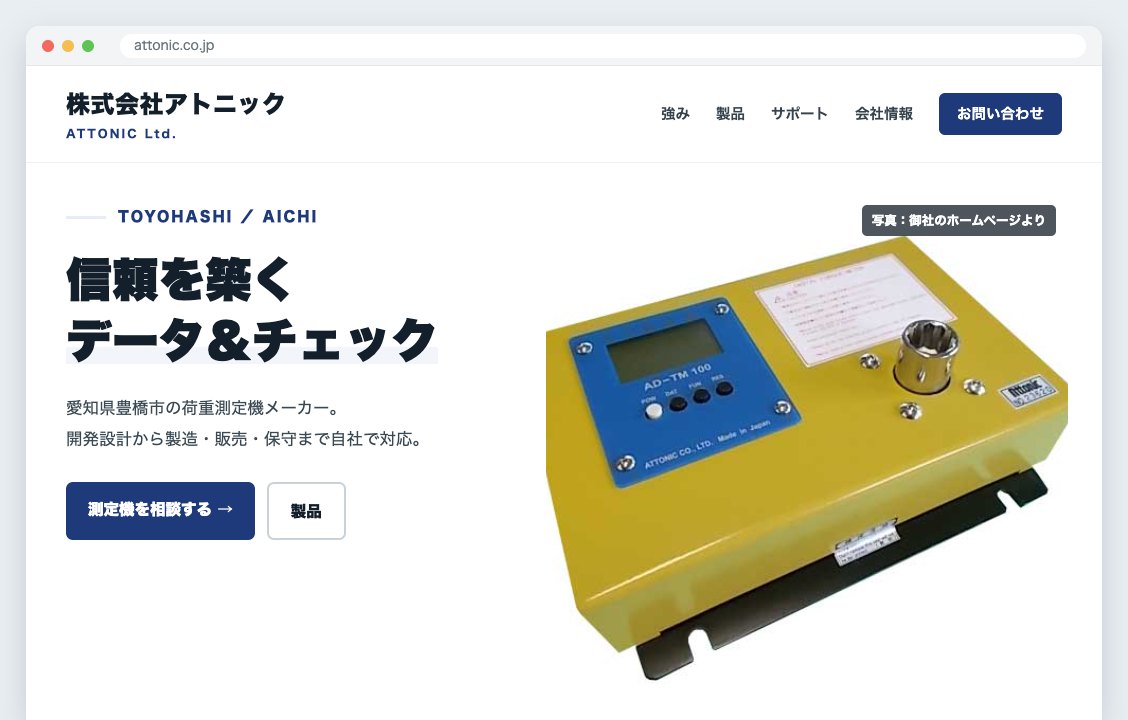 attonic.co.jp
株式会社アトニック
ATTONIC Ltd.
強み 製品 サポート 会社情報 お問い合わせ
TOYOHASHI ／ AICHI
信頼を築く
データ&チェック
愛知県豊橋市の荷重測定機メーカー。
開発設計から製造・販売・保守まで自社で対応。
測定機を相談する →
製品
写真：御社のホームページより
AD-TM 100
POW DAT FUN RES
ATTONIC CO., LTD. Made in Japan
Attonic